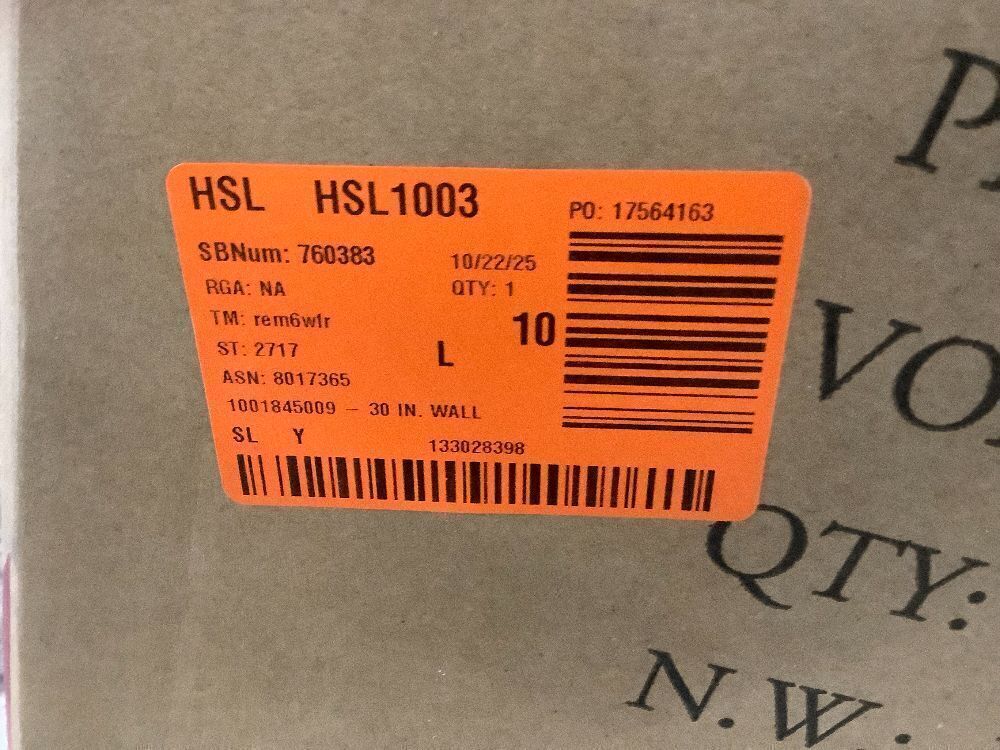 HSL HSL1003
PO: 17564163
SBNum: 760383
10/22/25
RGA: NA
QTY: 1
TM: rem6wlr
10
ST: 2717
L
ASN: 8017365
1001845009 - 30 IN. WALL
SL Y
133028398
QTY:
N.W.